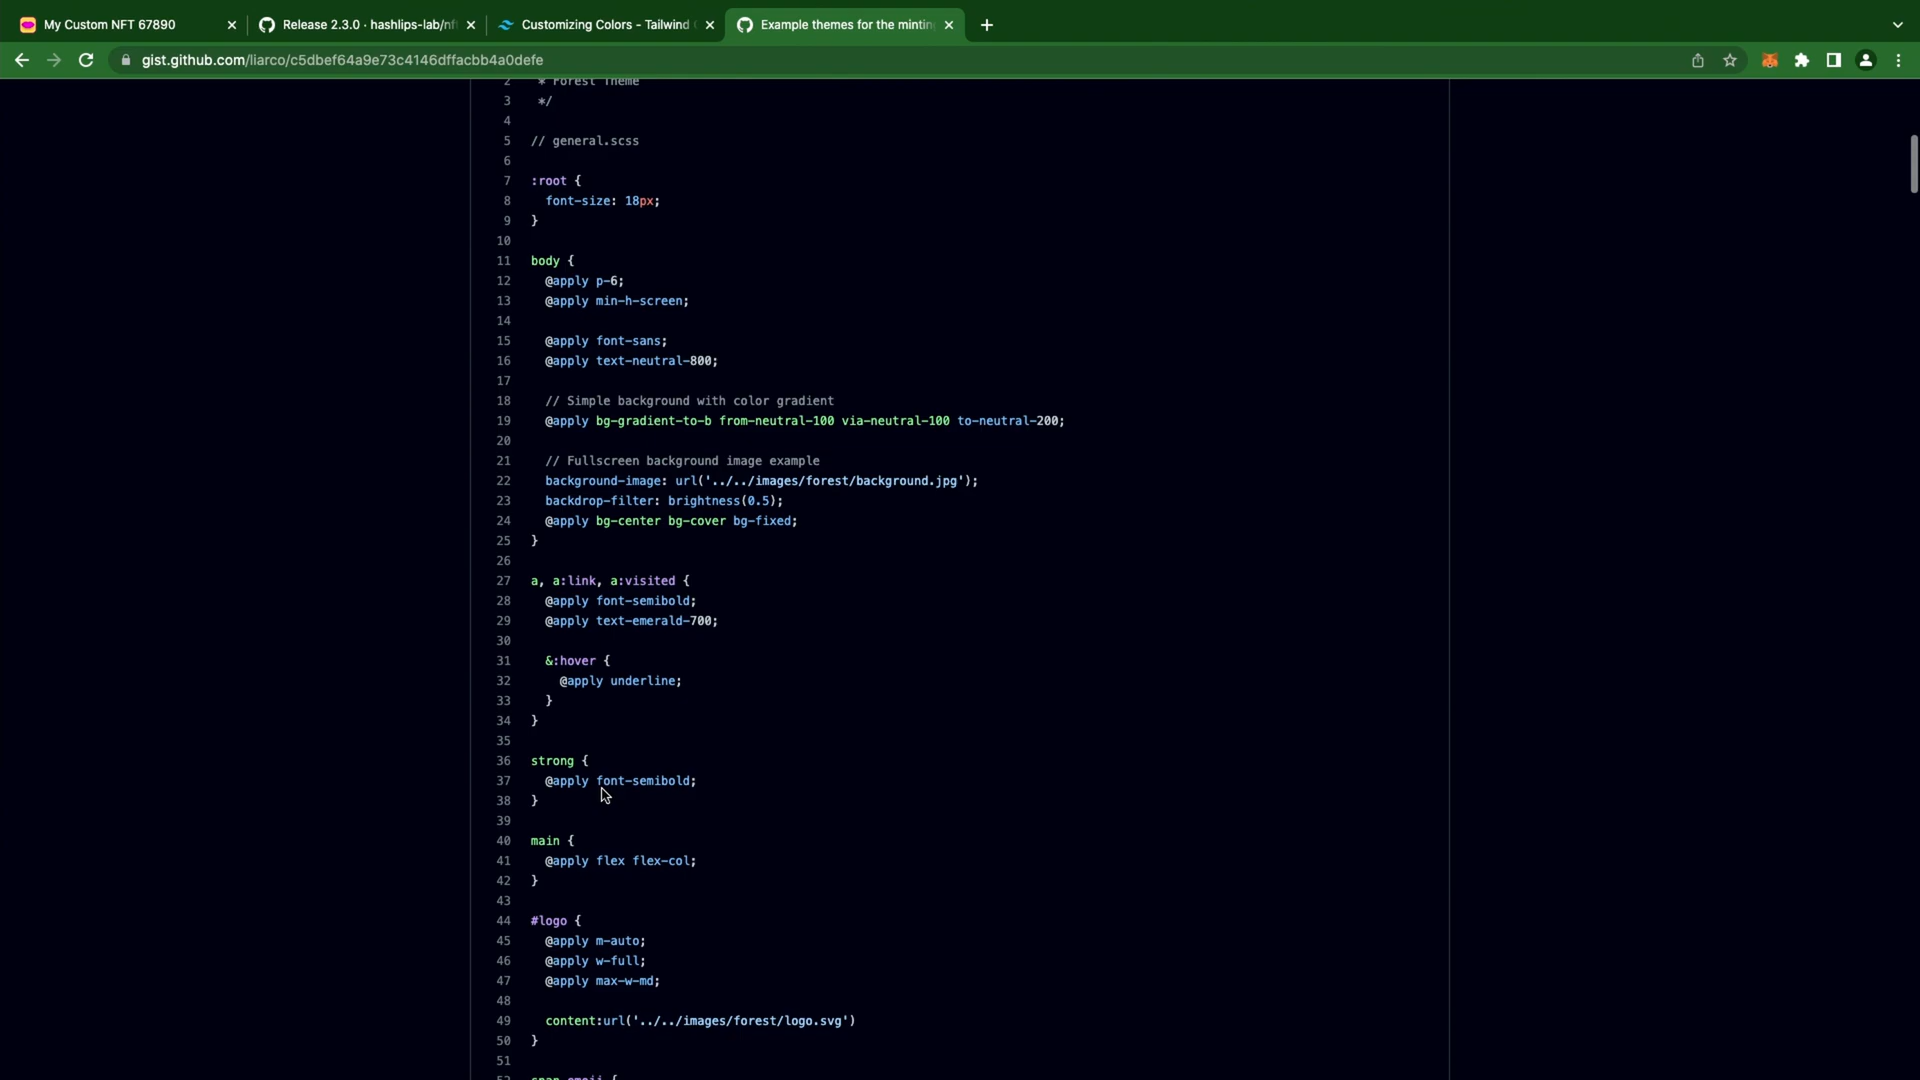 My Custom NFT 67890
Release 2.3.0 · hashlips-lab/nf
Customizing Colors - Tailwind
Example themes for the mintin
gist.github.com/liarco/c5dbef64a9e73c4146dffacbb4a0defe
2 * Forest Theme
3 */
4
5 // general.scss
6
7 :root {
8 font-size: 18px;
9 }
10
11 body {
12 @apply p-6;
13 @apply min-h-screen;
14
15 @apply font-sans;
16 @apply text-neutral-800;
17
18 // Simple background with color gradient
19 @apply bg-gradient-to-b from-neutral-100 via-neutral-100 to-neutral-200;
20
21 // Fullscreen background image example
22 background-image: url('../../images/forest/background.jpg');
23 backdrop-filter: brightness(0.5);
24 @apply bg-center bg-cover bg-fixed;
25 }
26
27 a, a:link, a:visited {
28 @apply font-semibold;
29 @apply text-emerald-700;
30
31 &:hover {
32 @apply underline;
33 }
34 }
35
36 strong {
37 @apply font-semibold;
38 }
39
40 main {
41 @apply flex flex-col;
42 }
43
44 #logo {
45 @apply m-auto;
46 @apply w-full;
47 @apply max-w-md;
48
49 content:url('../../images/forest/logo.svg')
50 }
51
52 span.emoji {